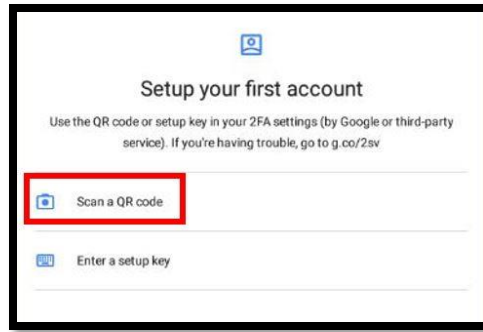 Setup your first account
Use the QR code or setup key in your 2FA settings (by Google or third-party
service). If you're having trouble, go to g.co/2sv
Scan a QR code
Enter a setup key